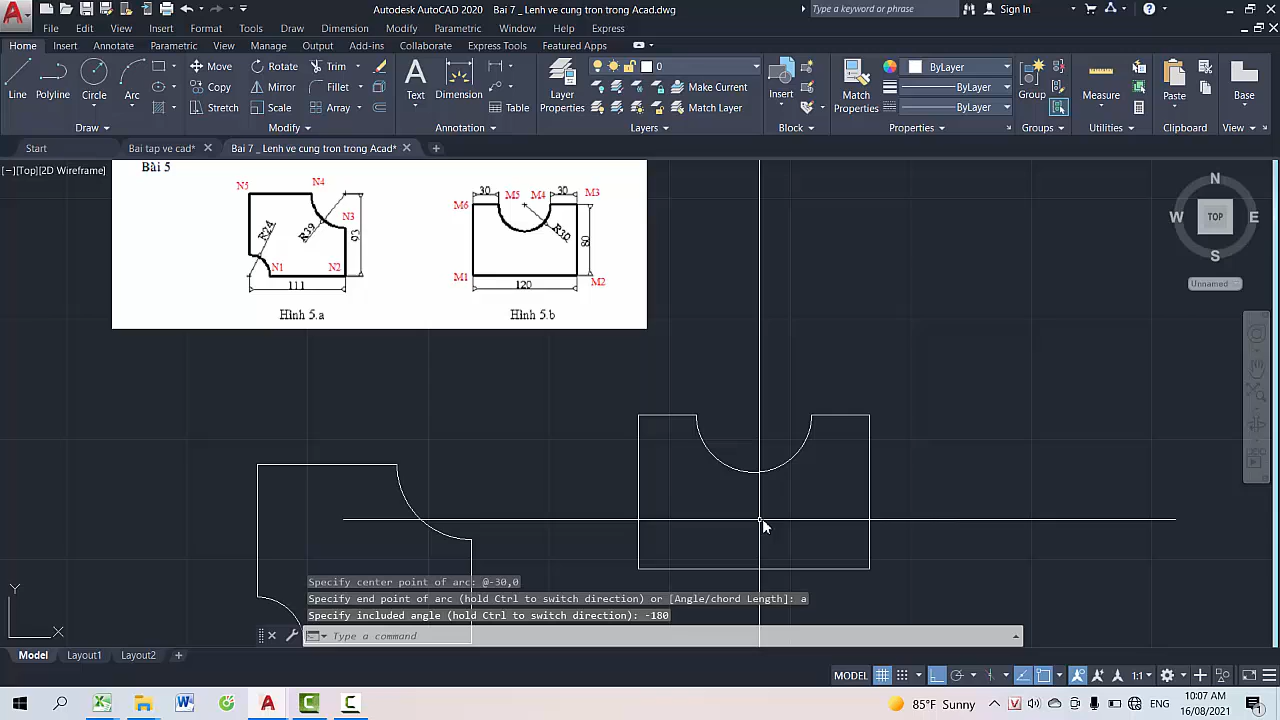 Autodesk AutoCAD 2020 Bai 7 _ Lenh ve cung tron trong Acad.dwg
Type a keyword or phrase
Sign In
File Edit View Insert Format Tools Draw Dimension Modify Parametric Window Help Express
Home Insert Annotate Parametric View Manage Output Add-ins Collaborate Express Tools Featured Apps
Line Polyline Circle Arc
Move Rotate Trim
Copy Mirror Fillet
Stretch Scale Array
Text Dimension Table
Layer Properties
0
Make Current
Match Layer
Insert
Match Properties
ByLayer
ByLayer
ByLayer
Group
Measure
Paste
Base
Draw Modify Annotation Layers Block Properties Groups Utilities Clipboard View
Start Bai tap ve cad* Bai 7 _ Lenh ve cung tron trong Acad*
[−][Top][2D Wireframe]
Bài 5
N5 N4
N3
R24
R39
93
N1 N2
111
Hình 5.a
30 M5 M4 30 M3
M6
R30
80
M1 M2
120
Hình 5.b
N
W TOP E
S
Unnamed
Y
X
Specify center point of arc: @-30,0
Specify end point of arc (hold Ctrl to switch direction) or [Angle/chord Length]: a
Specify included angle (hold Ctrl to switch direction): -180
Type a command
Model Layout1 Layout2
MODEL 1:1
85°F Sunny
ENG
10:07 AM
16/08/2021